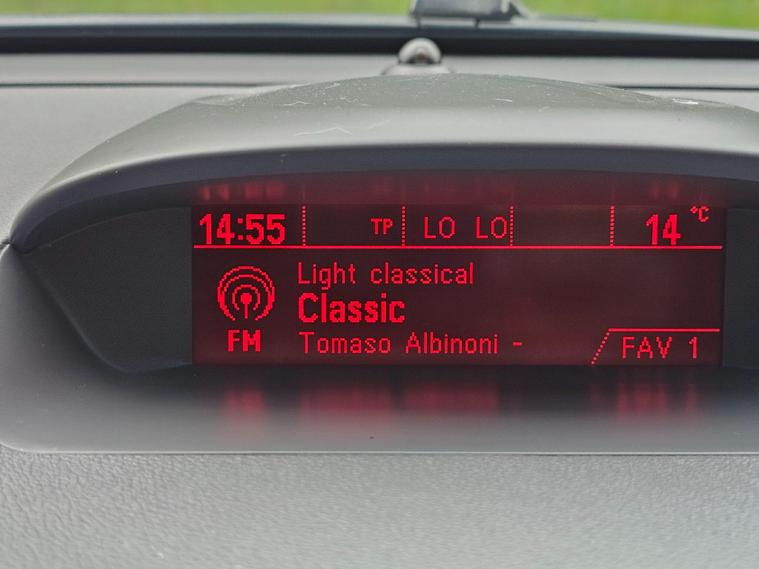 14:55 TP LO LO 14 °C
Light classical
Classic
FM Tomaso Albinoni - FAV 1